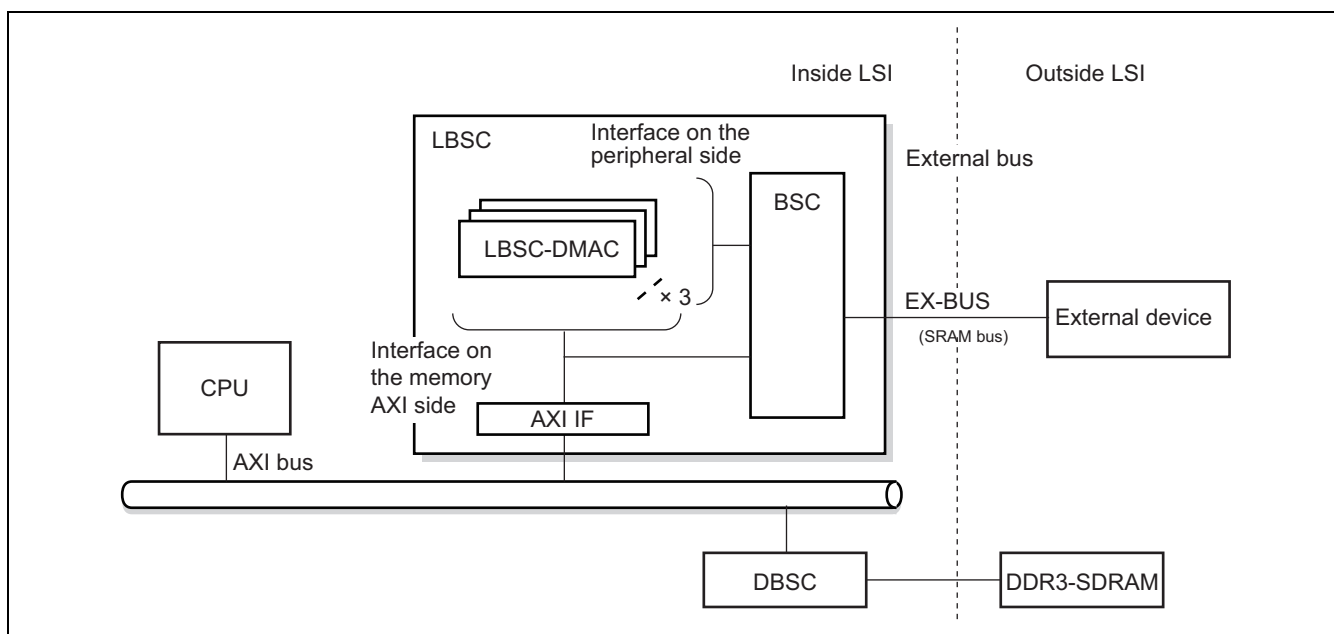 Inside LSI
Outside LSI
LBSC
Interface on the
peripheral side
External bus
BSC
LBSC-DMAC
× 3
EX-BUS
(SRAM bus)
External device
Interface on
the memory
AXI side
CPU
AXI IF
AXI bus
DBSC
DDR3-SDRAM